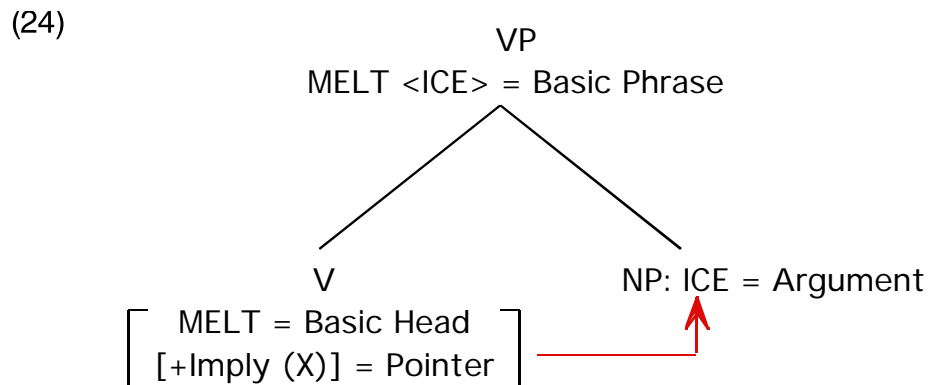 (24)
VP
MELT <ICE> = Basic Phrase
V
NP: ICE = Argument
MELT = Basic Head
[+Imply (X)] = Pointer